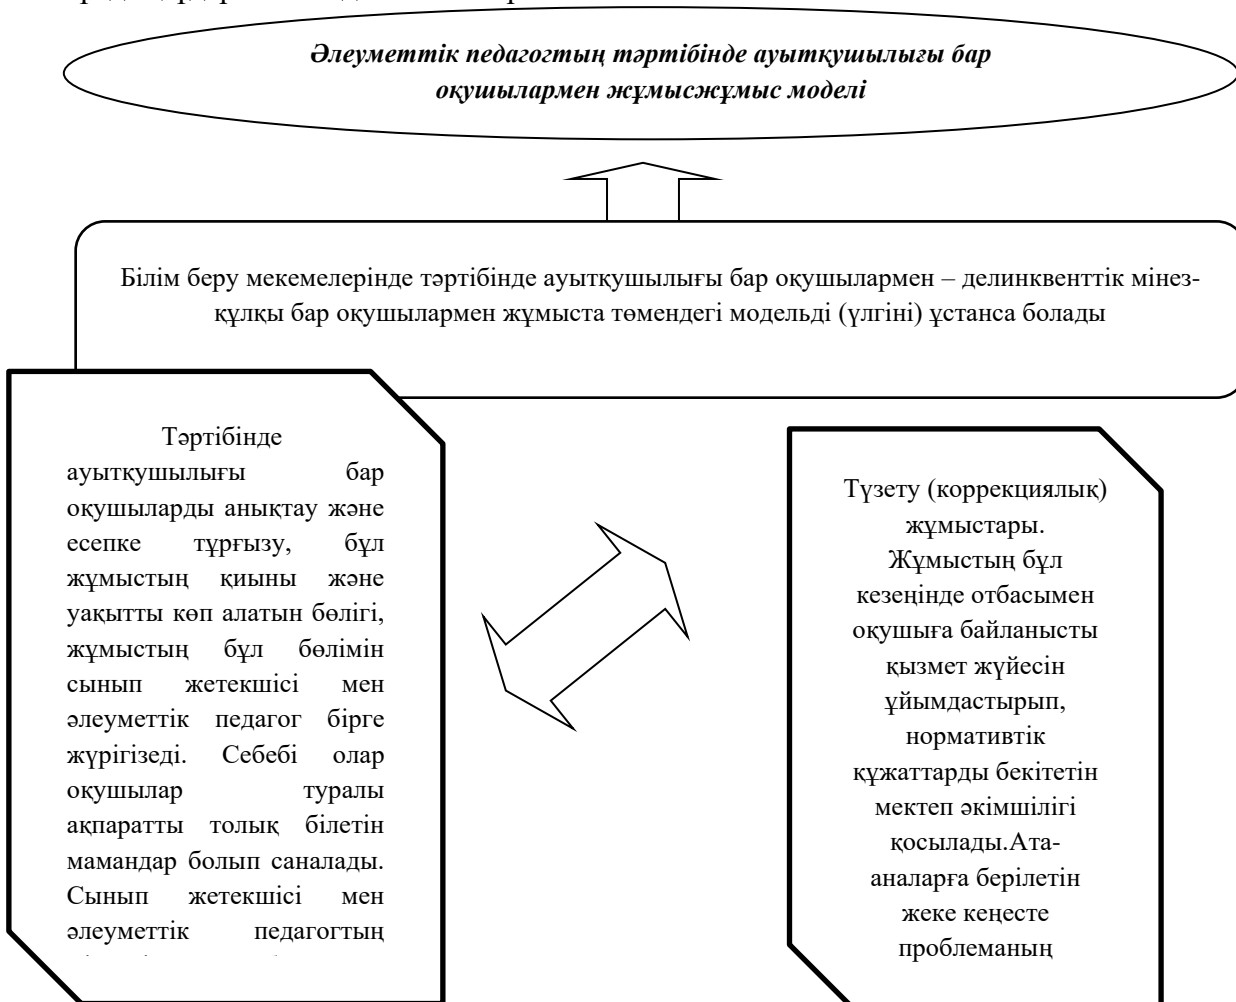 Әлеуметтік педагогтың тәртібінде ауытқушылығы бар
оқушылармен жұмысжұмыс моделі
Білім беру мекемелерінде тәртібінде ауытқушылығы бар оқушылармен – делинквенттік мінез-
құлқы бар оқушылармен жұмыста төмендегі модельді (үлгіні) ұстанса болады
Тәртібінде
ауытқушылығы бар
оқушыларды анықтау және
есепке тұрғызу, бұл
жұмыстың қиыны және
уақытты көп алатын бөлігі,
жұмыстың бұл бөлімін
сынып жетекшісі мен
әлеуметтік педагог бірге
жүрігізеді. Себебі олар
оқушылар туралы
ақпаратты толық білетін
мамандар болып саналады.
Сынып жетекшісі мен
әлеуметтік педагогтың
Түзету (коррекциялық)
жұмыстары.
Жұмыстың бұл
кезеңінде отбасымен
оқушыға байланысты
қызмет жүйесін
ұйымдастырып,
нормативтік
құжаттарды бекітетін
мектеп әкімшілігі
қосылады.Ата-
аналарға берілетін
жеке кеңесте
проблеманың